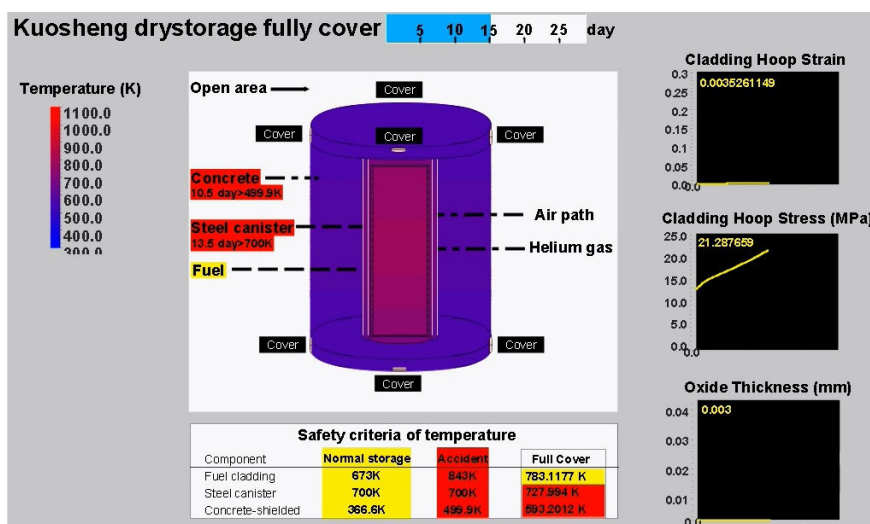 Kuosheng drystorage fully cover
5 10 15 20 25 day
Temperature (K)
1100.0
1000.0
900.0
800.0
700.0
600.0
500.0
400.0
300.0
Open area
Cover
Cover
Cover
Cover
Concrete
10.5 day>499.9K
Steel canister
13.5 day>700K
Fuel
Air path
Helium gas
Cover
Cover
Cover
Safety criteria of temperature
Component Normal storage Accident Full Cover
Fuel cladding 673K 843K 783.1177 K
Steel canister 700K 700K 727.994 K
Concrete-shielded 366.6K 499.9K 593.2012 K
Cladding Hoop Strain
0.3
0.25
0.2
0.15
0.1
0.05
0.0
0.0
0.0035261149
Cladding Hoop Stress (MPa)
25.0
20.0
15.0
10.0
5.0
0.0
0.0
21.287659
Oxide Thickness (mm)
0.04
0.03
0.02
0.01
0.0
0.003